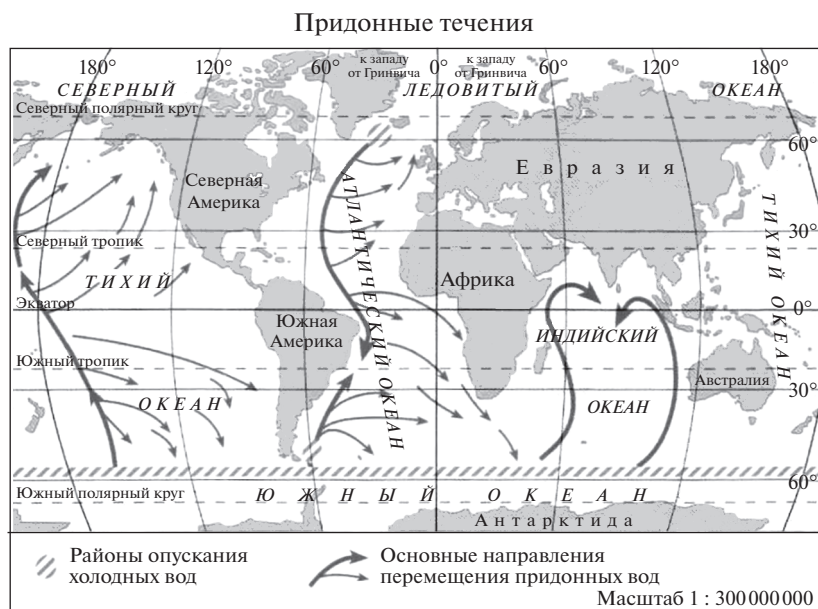 Придонные течения
180° 120° 60° к западу от Гринвича 0° к западу от Гринвича 60° 120° 180°
СЕВЕРНЫЙ ЛЕДОВИТЫЙ ОКЕАН
Северный полярный круг
60°
Евразия
Северная
Америка
АТЛАНТИЧЕСКИЙ ОКЕАН
ТИХИЙ ОКЕАН
30°
Северный тропик
ТИХИЙ
Африка
Экватор
0°
Южная
Америка
ИНДИЙСКИЙ
Южный тропик
Австралия
30°
ОКЕАН
ОКЕАН
60°
Южный полярный круг
ЮЖНЫЙ ОКЕАН
Антарктида
Районы опускания
холодных вод
Основные направления
перемещения придонных вод
Масштаб 1 : 300 000 000